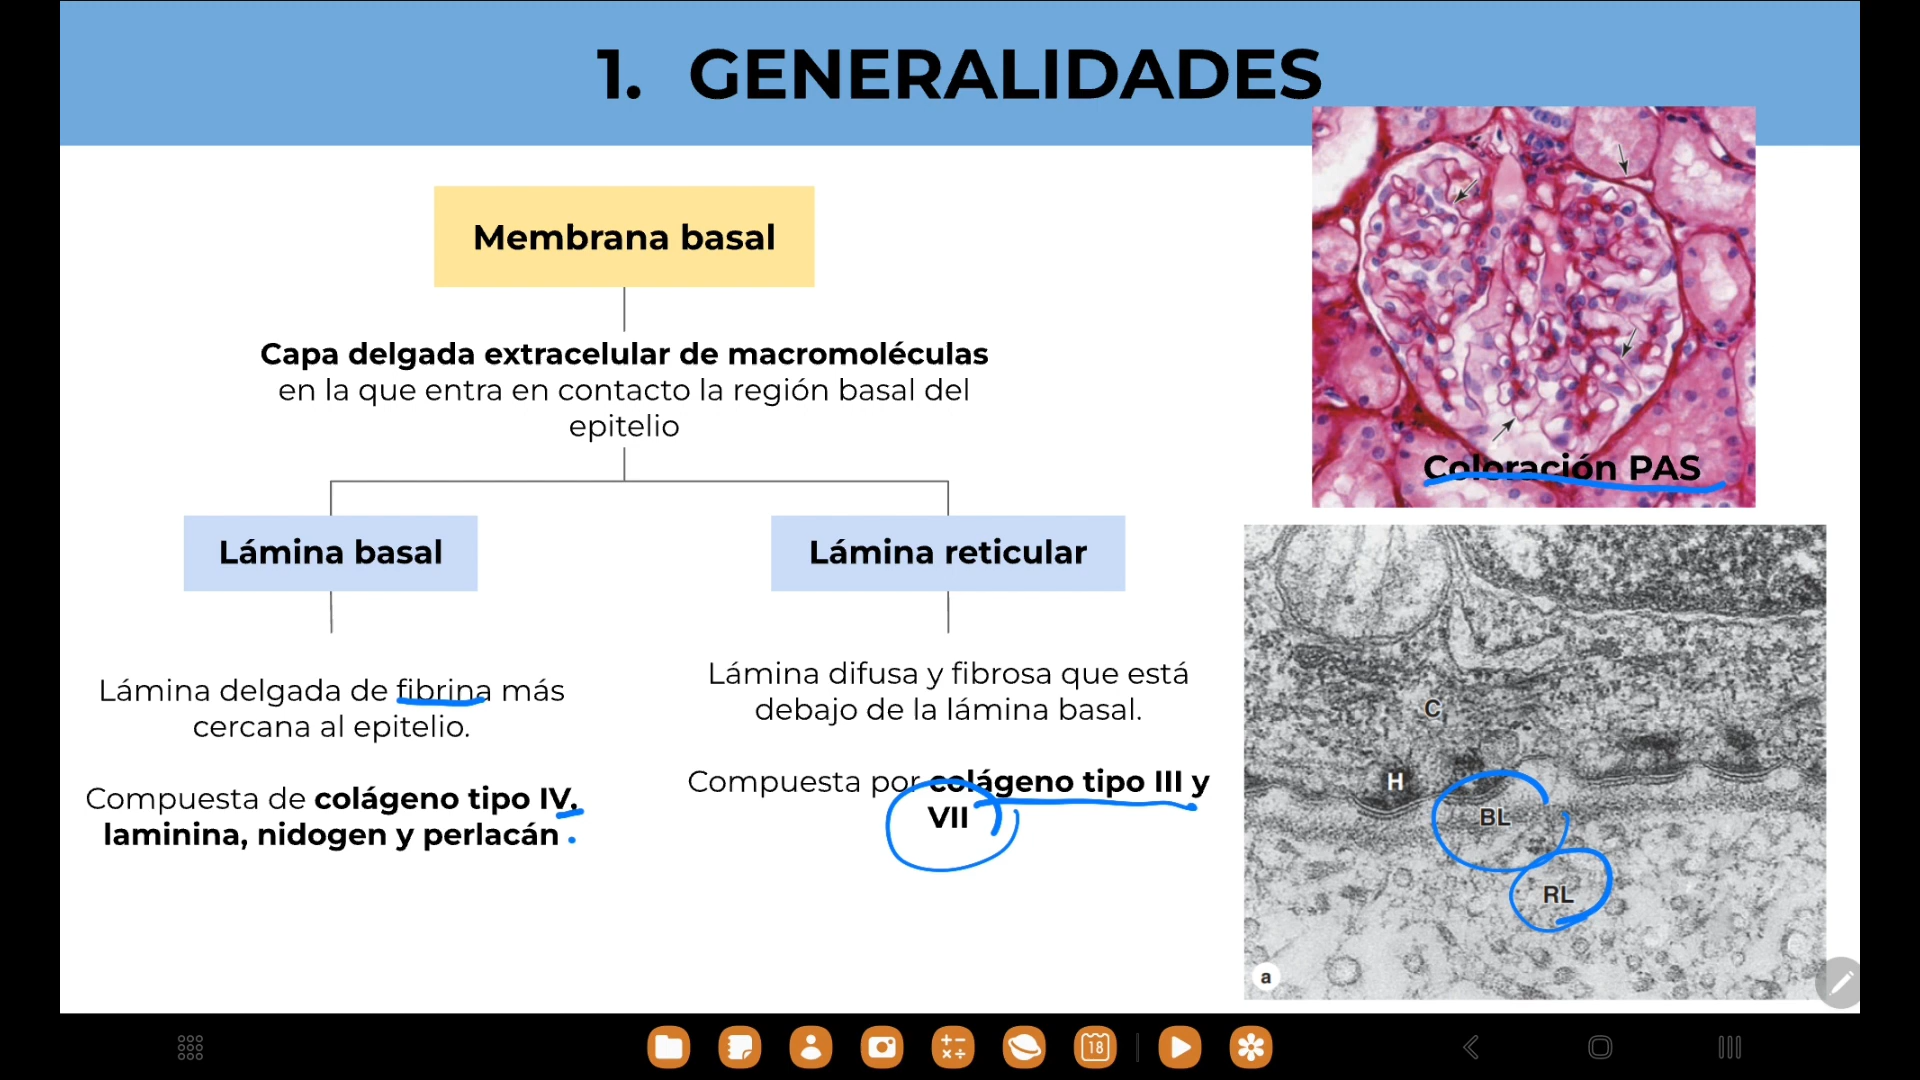 1. GENERALIDADES
Membrana basal
Capa delgada extracelular de macromoléculas
en la que entra en contacto la región basal del
epitelio
Lámina basal
Lámina delgada de fibrina más
cercana al epitelio.
Compuesta de colágeno tipo IV,
laminina, nidogen y perlacán
Lámina reticular
Lámina difusa y fibrosa que está
debajo de la lámina basal.
Compuesta por colágeno tipo III y
VII
Coloración PAS
C
H
BL
RL
a
18